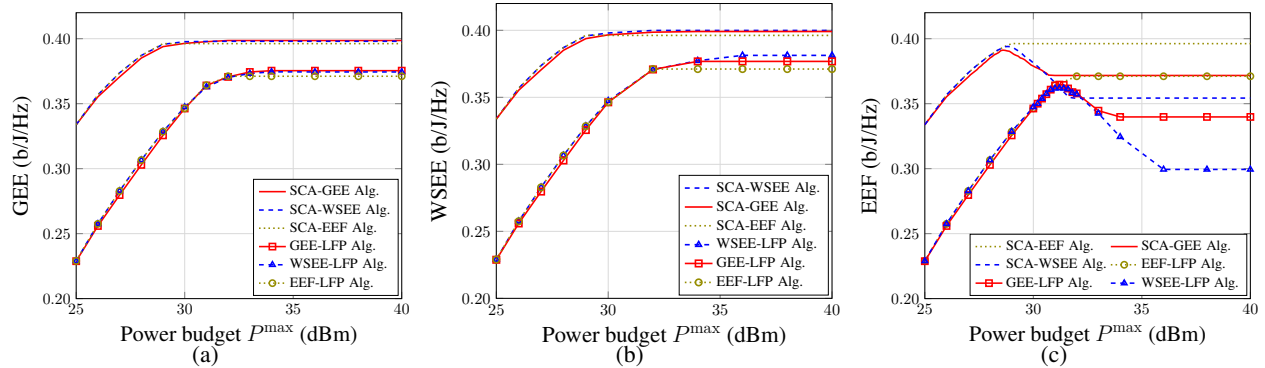 GEE (b/J/Hz)
0.40
0.35
0.30
0.25
0.20
SCA-GEE Alg.
SCA-WSEE Alg.
SCA-EEF Alg.
GEE-LFP Alg.
WSEE-LFP Alg.
EEF-LFP Alg.
25 30 35 40
Power budget P^max (dBm)
(a)
WSEE (b/J/Hz)
0.40
0.35
0.30
0.25
0.20
SCA-WSEE Alg.
SCA-GEE Alg.
SCA-EEF Alg.
WSEE-LFP Alg.
GEE-LFP Alg.
EEF-LFP Alg.
25 30 35 40
Power budget P^max (dBm)
(b)
EEF (b/J/Hz)
0.40
0.35
0.30
0.25
0.20
SCA-EEF Alg. SCA-GEE Alg.
SCA-WSEE Alg. EEF-LFP Alg.
GEE-LFP Alg. WSEE-LFP Alg.
25 30 35 40
Power budget P^max (dBm)
(c)